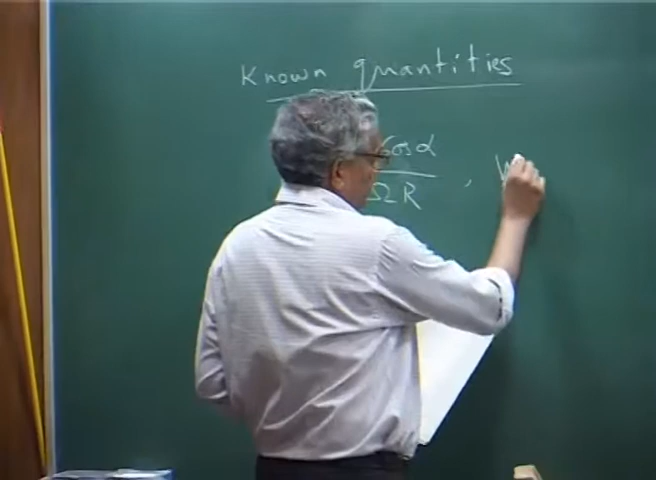 Known quantities
Cos α
ΩR ,